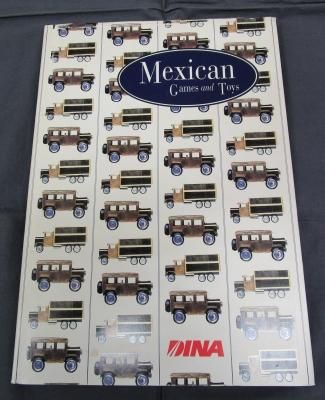 Mexican
Games and Toys
DINA